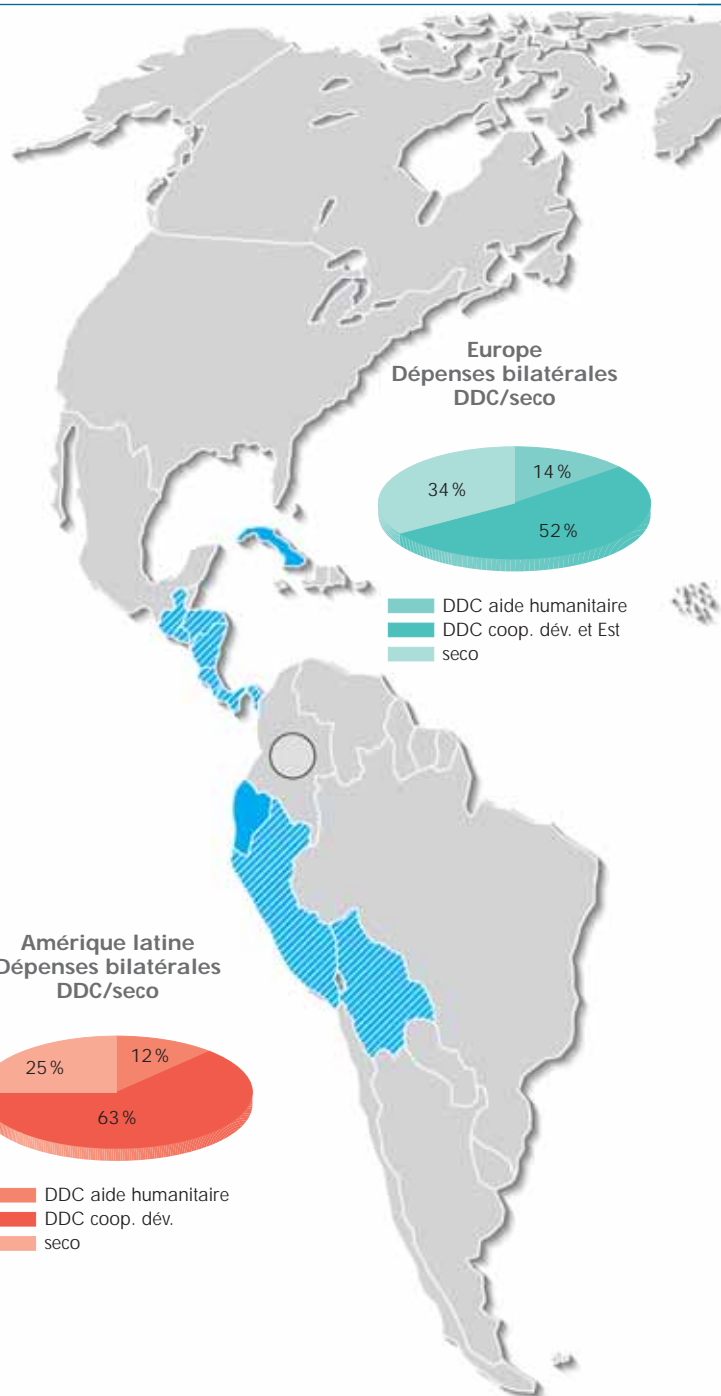 Europe
Dépenses bilatérales
DDC/seco
14 %
34 %
52 %
DDC aide humanitaire
DDC coop. dév. et Est
seco
Amérique latine
Dépenses bilatérales
DDC/seco
12 %
25 %
63 %
DDC aide humanitaire
DDC coop. dév.
seco